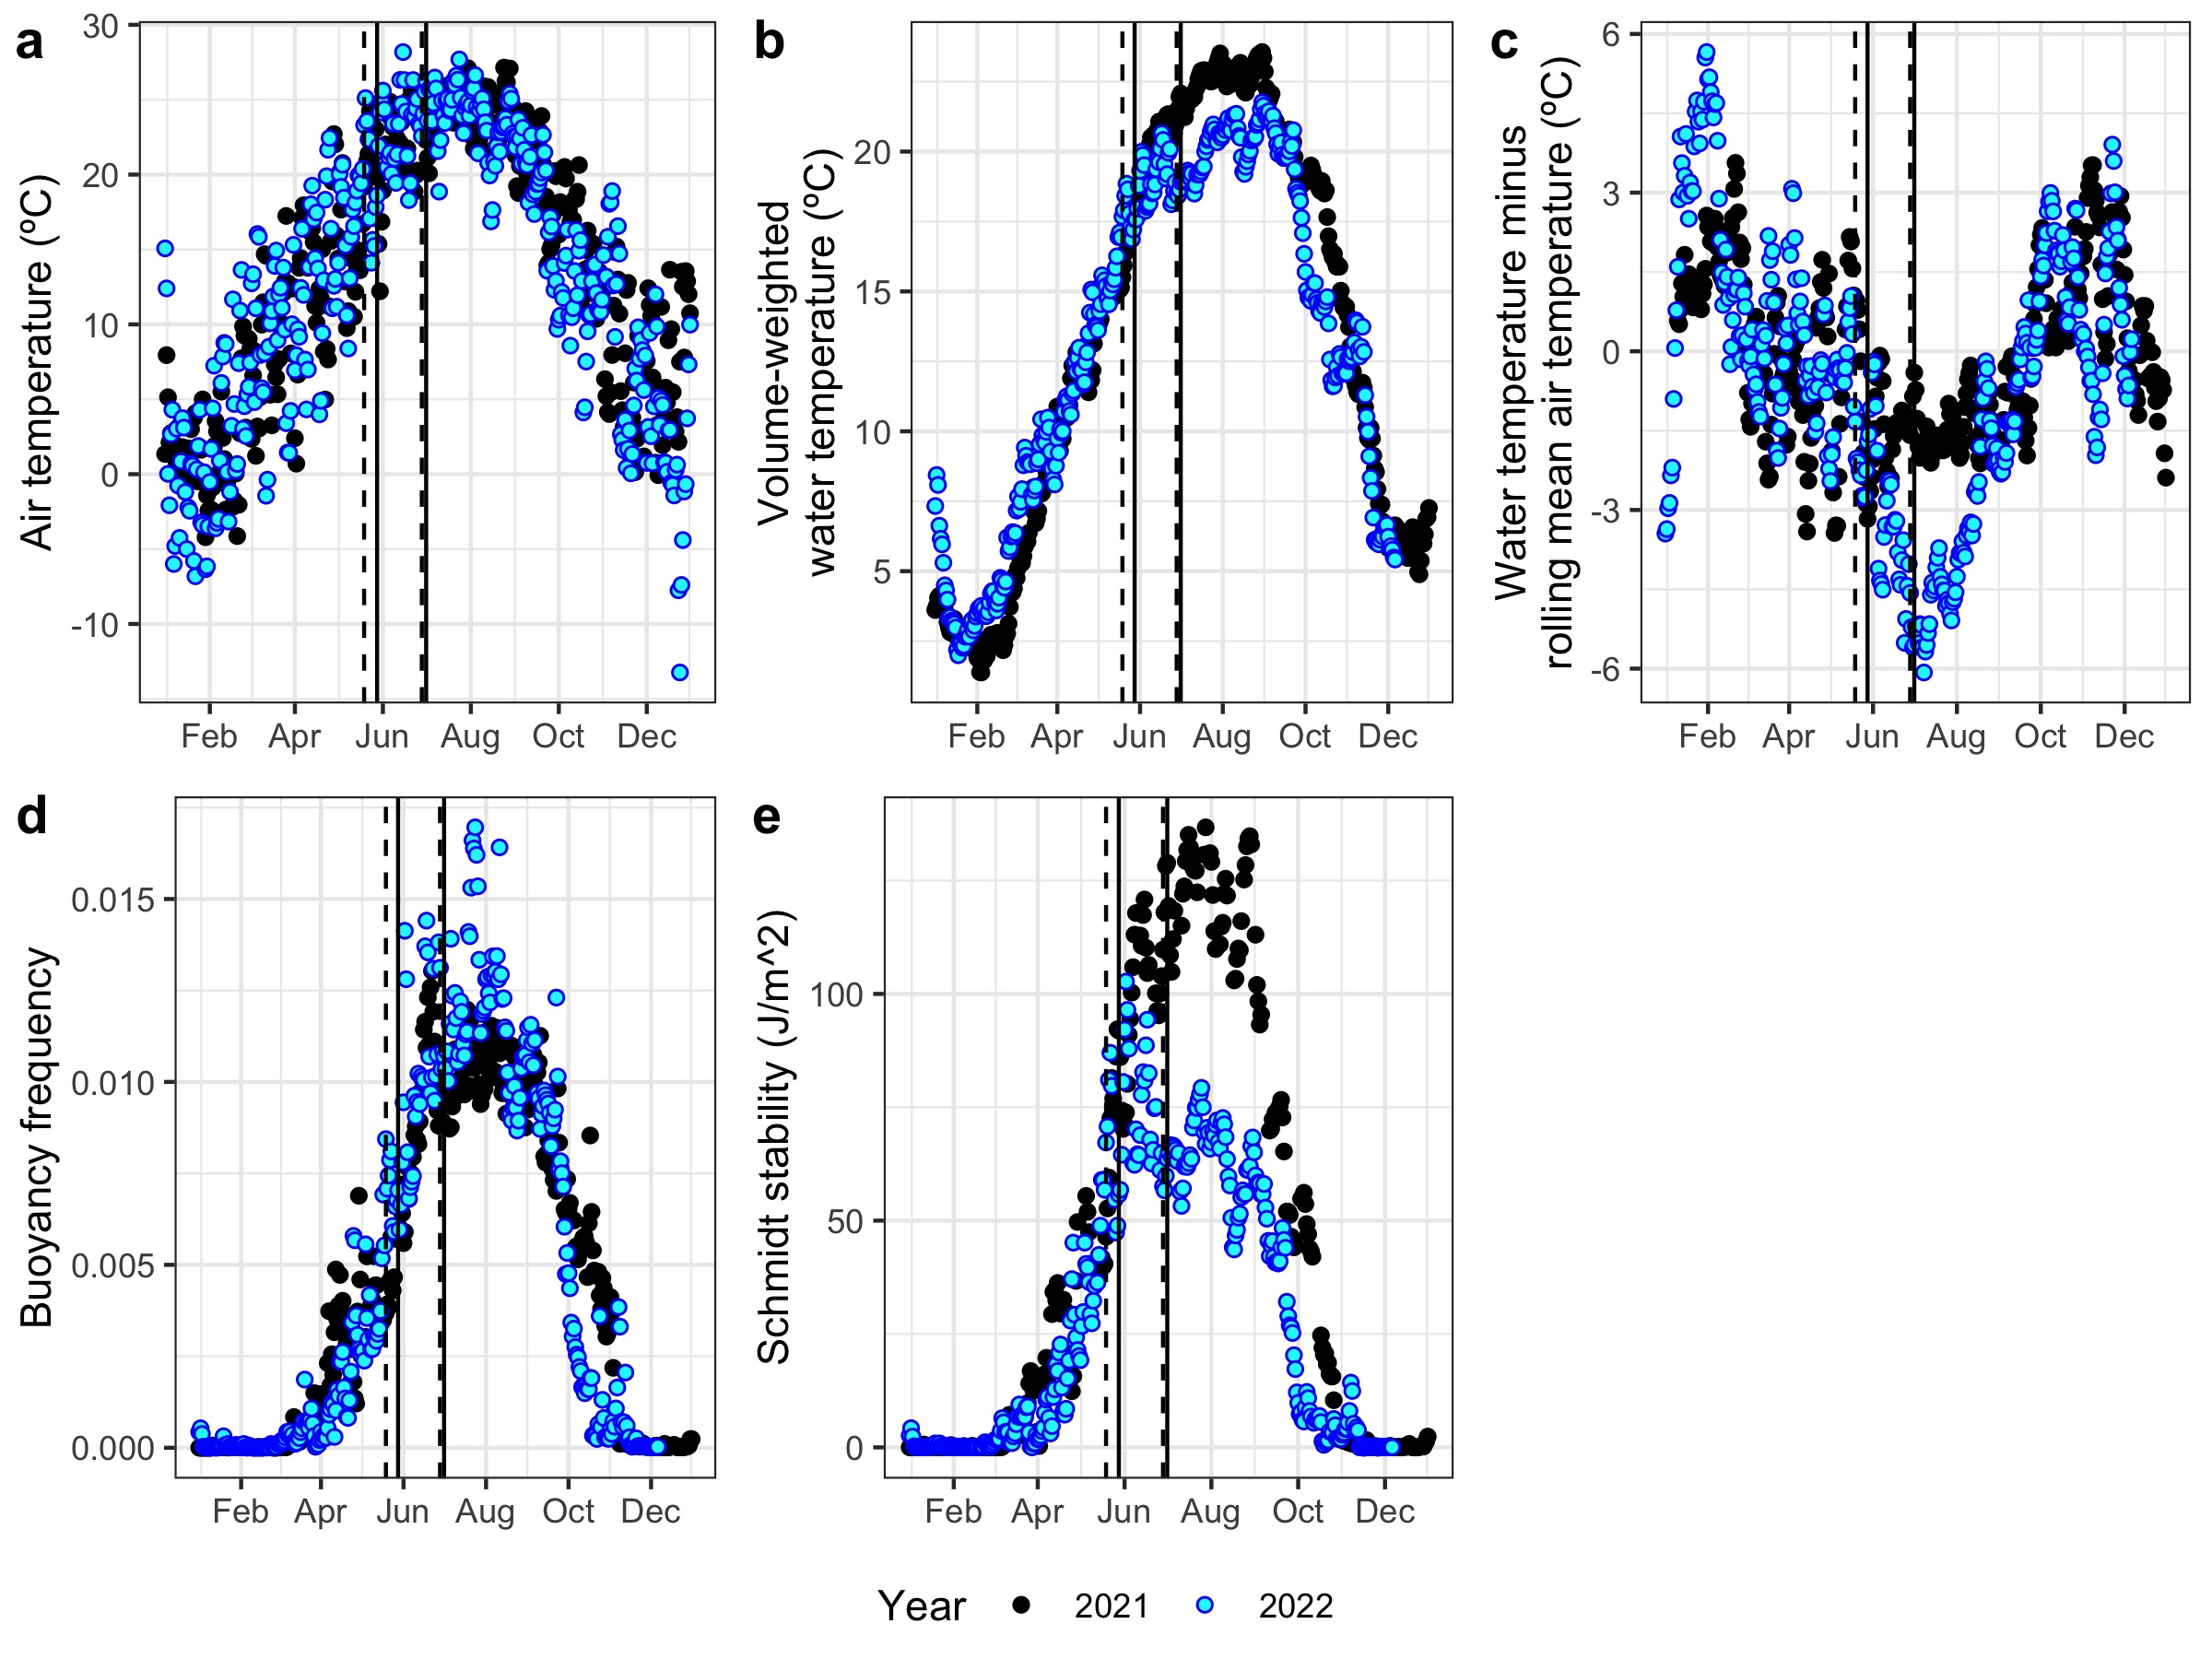 a
Air temperature (ºC)
30
20
10
0
-10
Feb Apr Jun Aug Oct Dec
b
Volume-weighted
water temperature (ºC)
20
15
10
5
Feb Apr Jun Aug Oct Dec
c
Water temperature minus
rolling mean air temperature (ºC)
6
3
0
-3
-6
Feb Apr Jun Aug Oct Dec
d
Buoyancy frequency
0.015
0.010
0.005
0.000
Feb Apr Jun Aug Oct Dec
e
Schmidt stability (J/m^2)
100
50
0
Feb Apr Jun Aug Oct Dec
Year 2021 2022